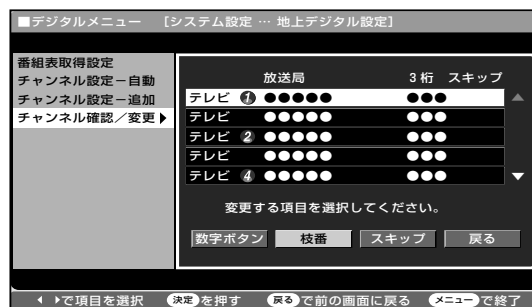 ■デジタルメニュー [システム設定 … 地上デジタル設定]
番組表取得設定
チャンネル設定－自動
チャンネル設定－追加
チャンネル確認／変更▶
放送局 3桁 スキップ
テレビ ① ●●●●● ●●● ▲
テレビ ●●●●● ●●●
テレビ ② ●●●●● ●●●
テレビ ●●●●● ●●●
テレビ ④ ●●●●● ●●● ▼
変更する項目を選択してください。
数字ボタン 枝番 スキップ 戻る
◀ ▶で項目を選択 決定を押す 戻るで前の画面に戻る メニューで終了